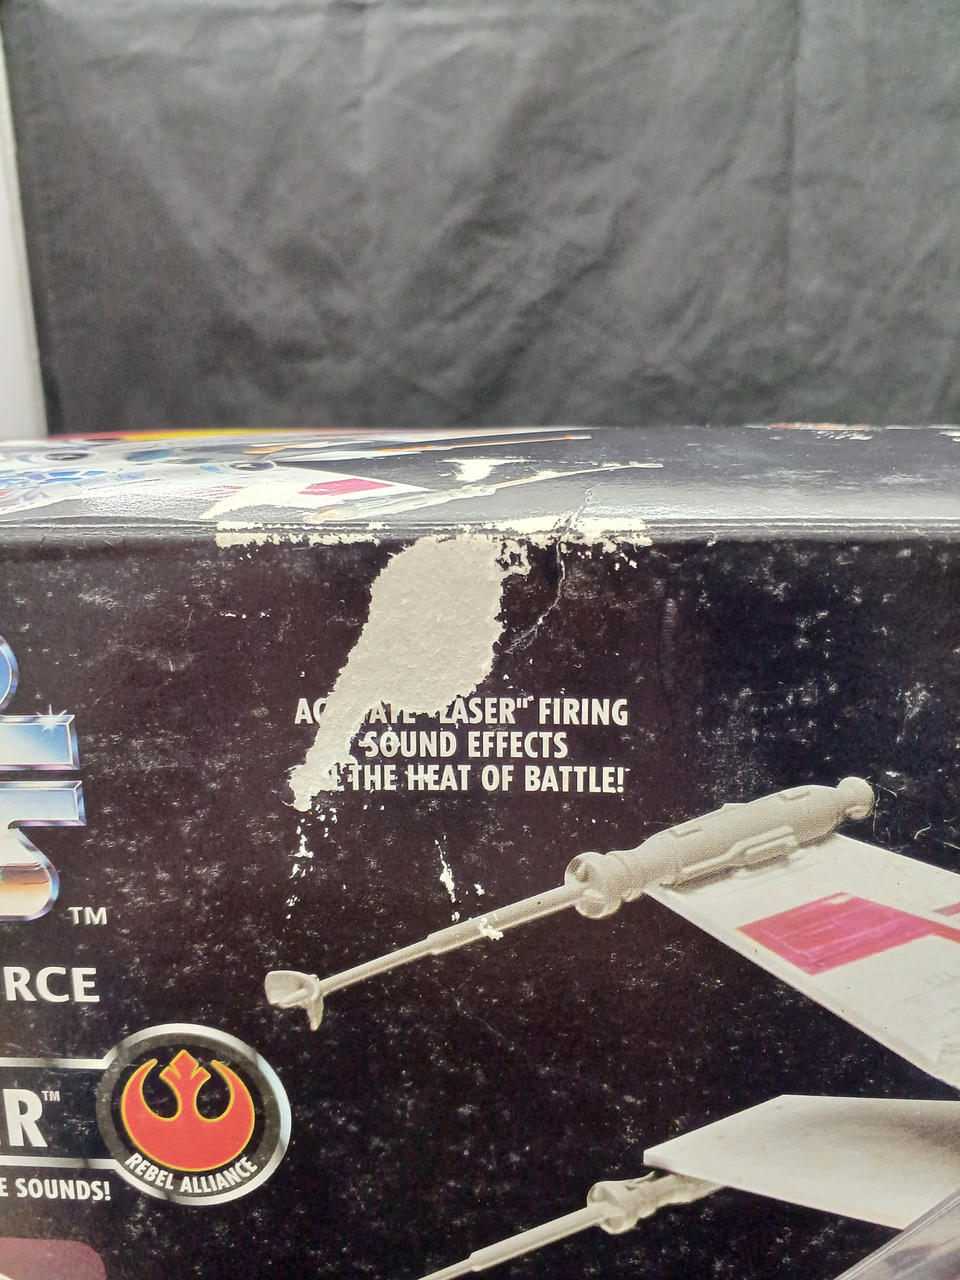 "LASER" FIRING
SOUND EFFECTS
THE HEAT OF BATTLE!
TM
RCE
R™
E SOUNDS!
REBEL ALLIANCE